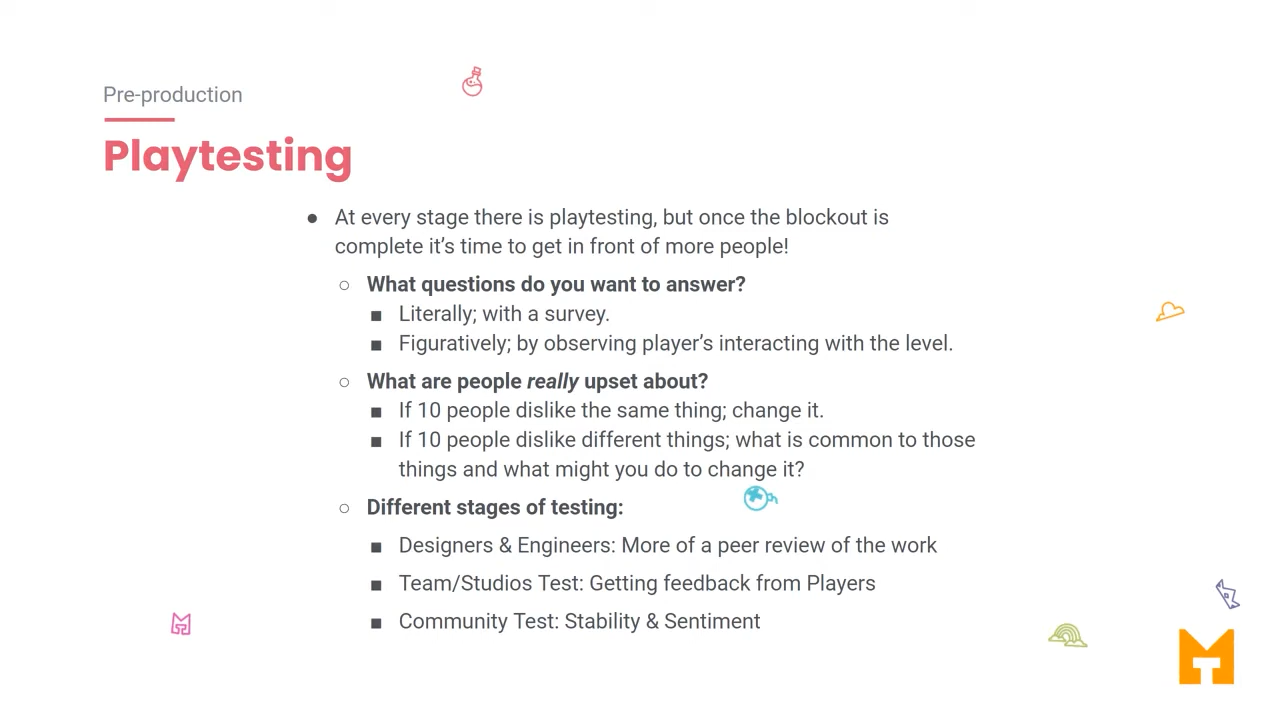 Pre-production
Playtesting
● At every stage there is playtesting, but once the blockout is
complete it’s time to get in front of more people!
○ What questions do you want to answer?
■ Literally; with a survey.
■ Figuratively; by observing player’s interacting with the level.
○ What are people really upset about?
■ If 10 people dislike the same thing; change it.
■ If 10 people dislike different things; what is common to those
things and what might you do to change it?
○ Different stages of testing:
■ Designers & Engineers: More of a peer review of the work
■ Team/Studios Test: Getting feedback from Players
■ Community Test: Stability & Sentiment